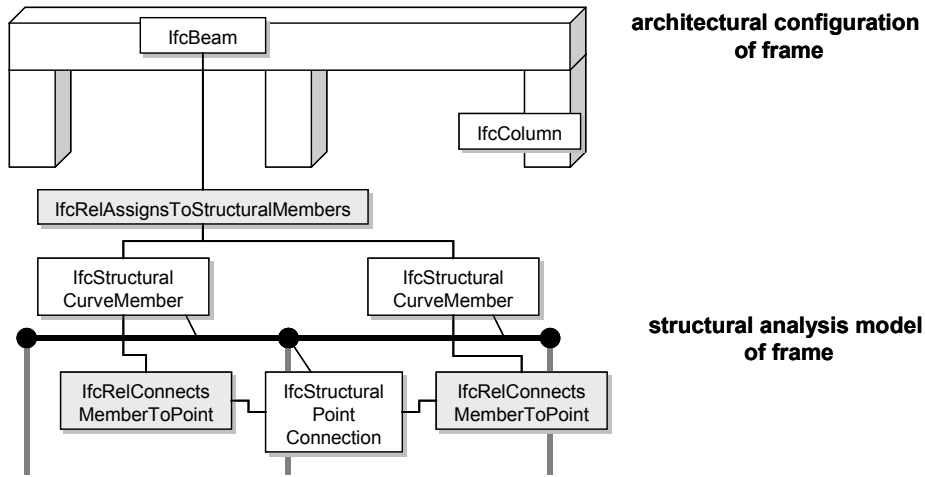 architectural configuration
of frame
IfcBeam
IfcColumn
IfcRelAssignsToStructuralMembers
IfcStructural
CurveMember
IfcStructural
CurveMember
structural analysis model
of frame
IfcRelConnects
MemberToPoint
IfcStructural
Point
Connection
IfcRelConnects
MemberToPoint